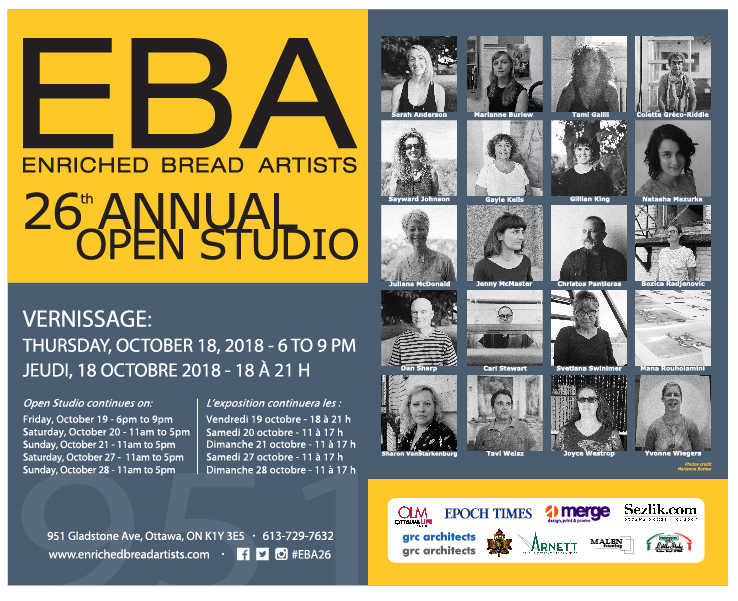 EBA
ENRICHED BREAD ARTISTS
26th ANNUAL
OPEN STUDIO
VERNISSAGE:
THURSDAY, OCTOBER 18, 2018 - 6 TO 9 PM
JEUDI, 18 OCTOBRE 2018 - 18 À 21 H
Open Studio continues on:
Friday, October 19 - 6pm to 9pm
Saturday, October 20 - 11am to 5pm
Sunday, October 21 - 11am to 5pm
Saturday, October 27 - 11am to 5pm
Sunday, October 28 - 11am to 5pm
L'exposition continuera les :
Vendredi 19 octobre - 18 à 21 h
Samedi 20 octobre - 11 à 17 h
Dimanche 21 octobre - 11 à 17 h
Samedi 27 octobre - 11 à 17 h
Dimanche 28 octobre - 11 à 17 h
951
951 Gladstone Ave, Ottawa, ON K1Y 3E5 · 613-729-7632
www.enrichedbreadartists.com · #EBA26
Sarah Anderson
Marianne Burlew
Tami Galili
Colette Gréco-Riddle
Sayward Johnson
Gayle Kells
Gillian King
Natasha Mazurka
Juliana McDonald
Jenny McMaster
Christos Pantieras
Bozica Radjenovic
Dan Sharp
Carl Stewart
Svetlana Swinimer
Mana Rouholamini
Sharon VanStarkenburg
Tavi Weisz
Joyce Westrop
Yvonne Wiegers
Photos credit
Marianne Burlew
OLM
OTTAWA LIFE
EPOCH TIMES
merge
design, print & promo
Sezlik.com
grc architects
grc architects
ARNETT
MALEN